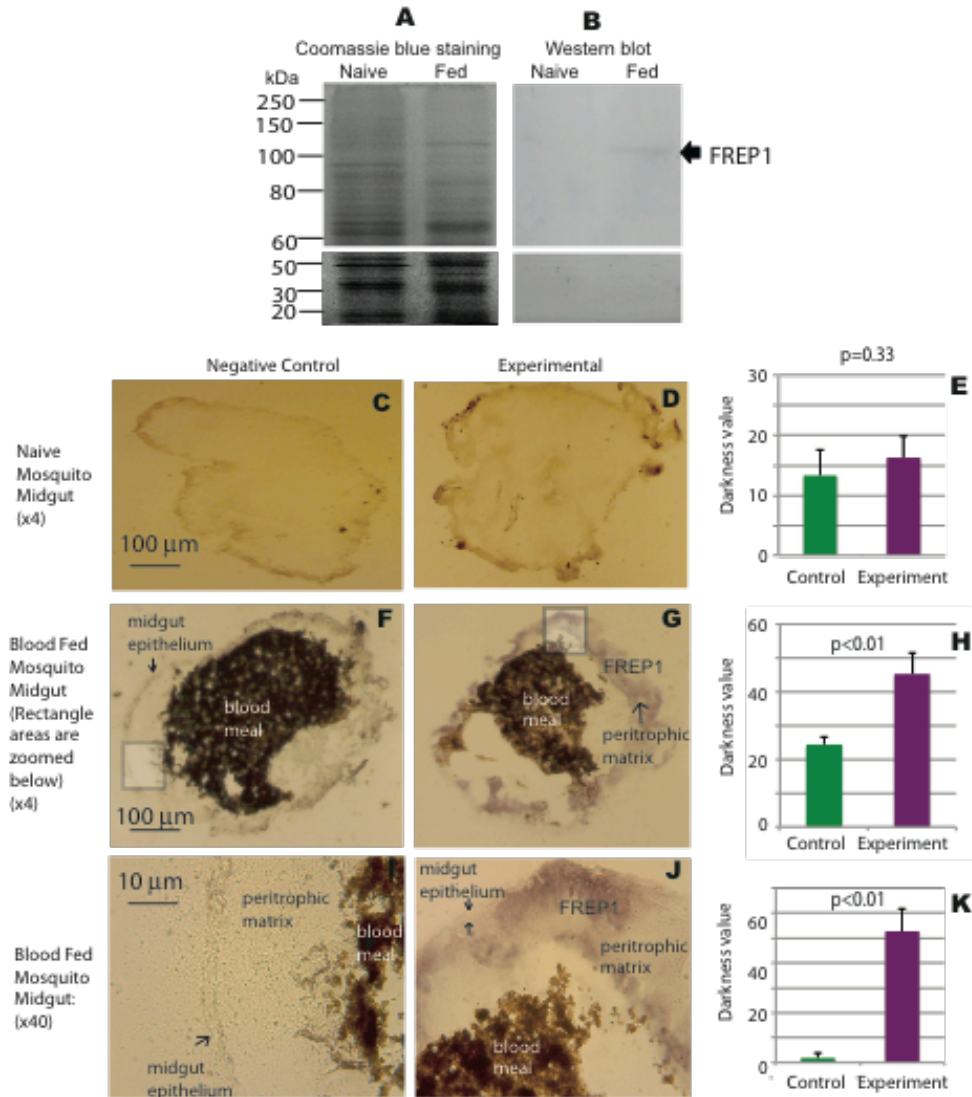 A
B
Coomassie blue staining
Western blot
Naive
Fed
Naive
Fed
kDa
250
150
100
80
60
50
30
20
FREP1
Negative Control
Experimental
Naive
Mosquito
Midgut
(x4)
C
100 µm
D
p=0.33
E
Darkness value
30
20
10
0
Control
Experiment
Blood Fed
Mosquito
Midgut
(Rectangle
areas are
zoomed
below)
(x4)
F
midgut
epithelium
blood
meal
100 µm
G
FREP1
blood
meal
peritrophic
matrix
p<0.01
H
Darkness value
60
40
20
0
Control
Experiment
Blood Fed
Mosquito
Midgut:
(x40)
I
10 µm
peritrophic
matrix
blood
meal
midgut
epithelium
J
midgut
epithelium
FREP1
peritrophic
matrix
blood
meal
p<0.01
K
Darkness value
60
40
20
0
Control
Experiment